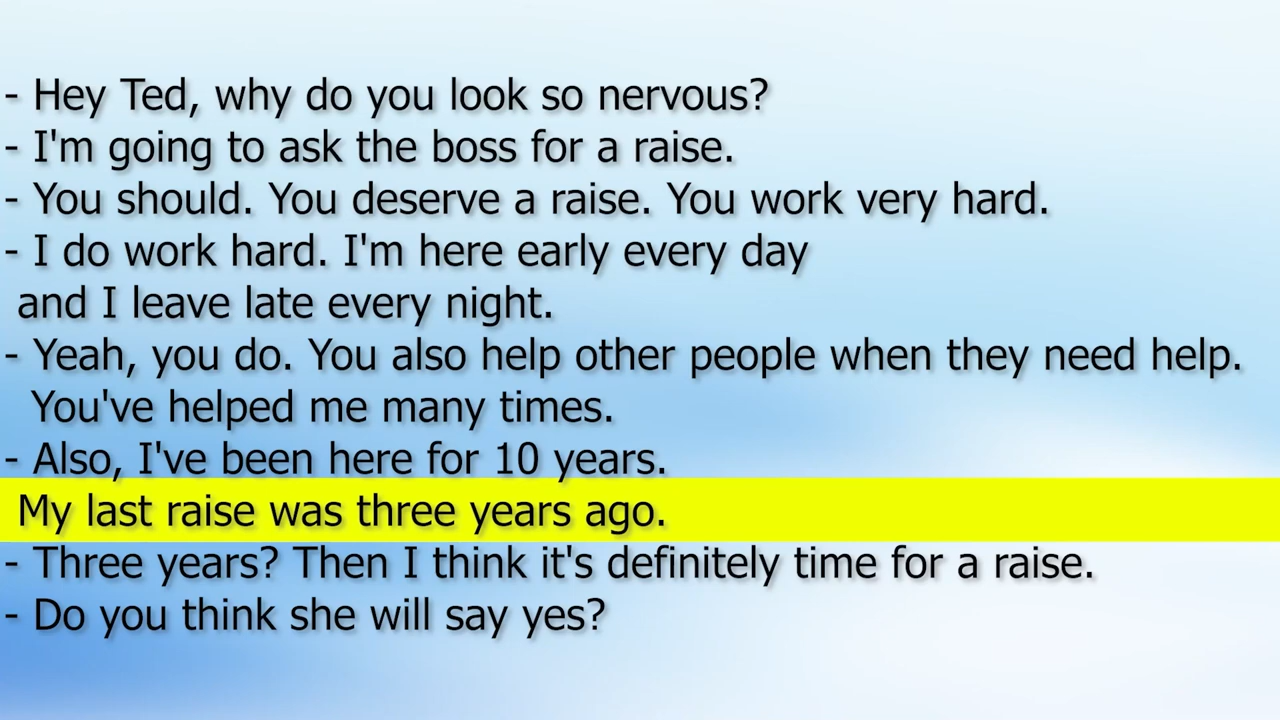 - Hey Ted, why do you look so nervous?
- I'm going to ask the boss for a raise.
- You should. You deserve a raise. You work very hard.
- I do work hard. I'm here early every day
and I leave late every night.
- Yeah, you do. You also help other people when they need help.
You've helped me many times.
- Also, I've been here for 10 years.
My last raise was three years ago.
- Three years? Then I think it's definitely time for a raise.
- Do you think she will say yes?